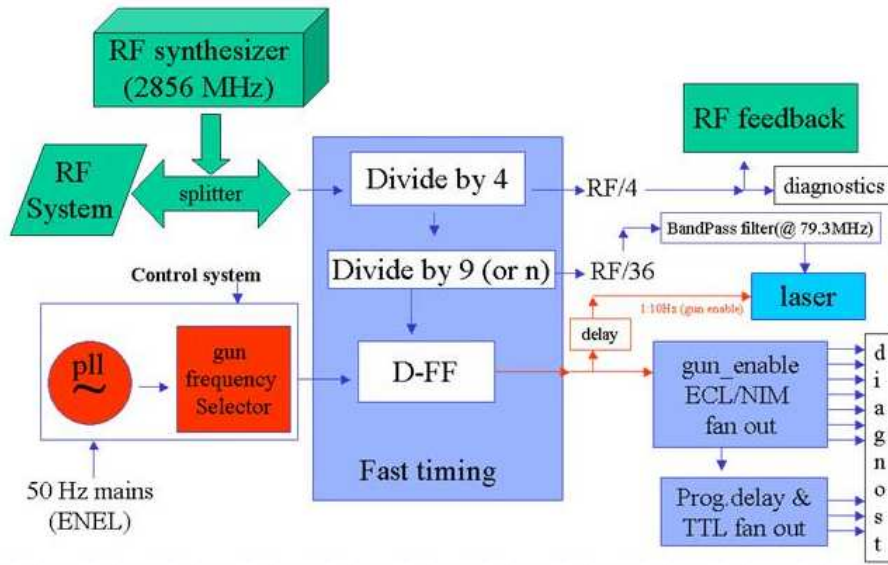 RF synthesizer
(2856 MHz)
RF
System
splitter
Divide by 4
RF/4
RF feedback
diagnostics
BandPass filter(@ 79.3MHz)
Divide by 9 (or n)
RF/36
laser
Control system
1:10Hz (gun enable)
delay
pll
~
gun
frequency
Selector
D-FF
gun_enable
ECL/NIM
fan out
Fast timing
50 Hz mains
(ENEL)
Prog.delay &
TTL fan out
d
i
a
g
n
o
s
t